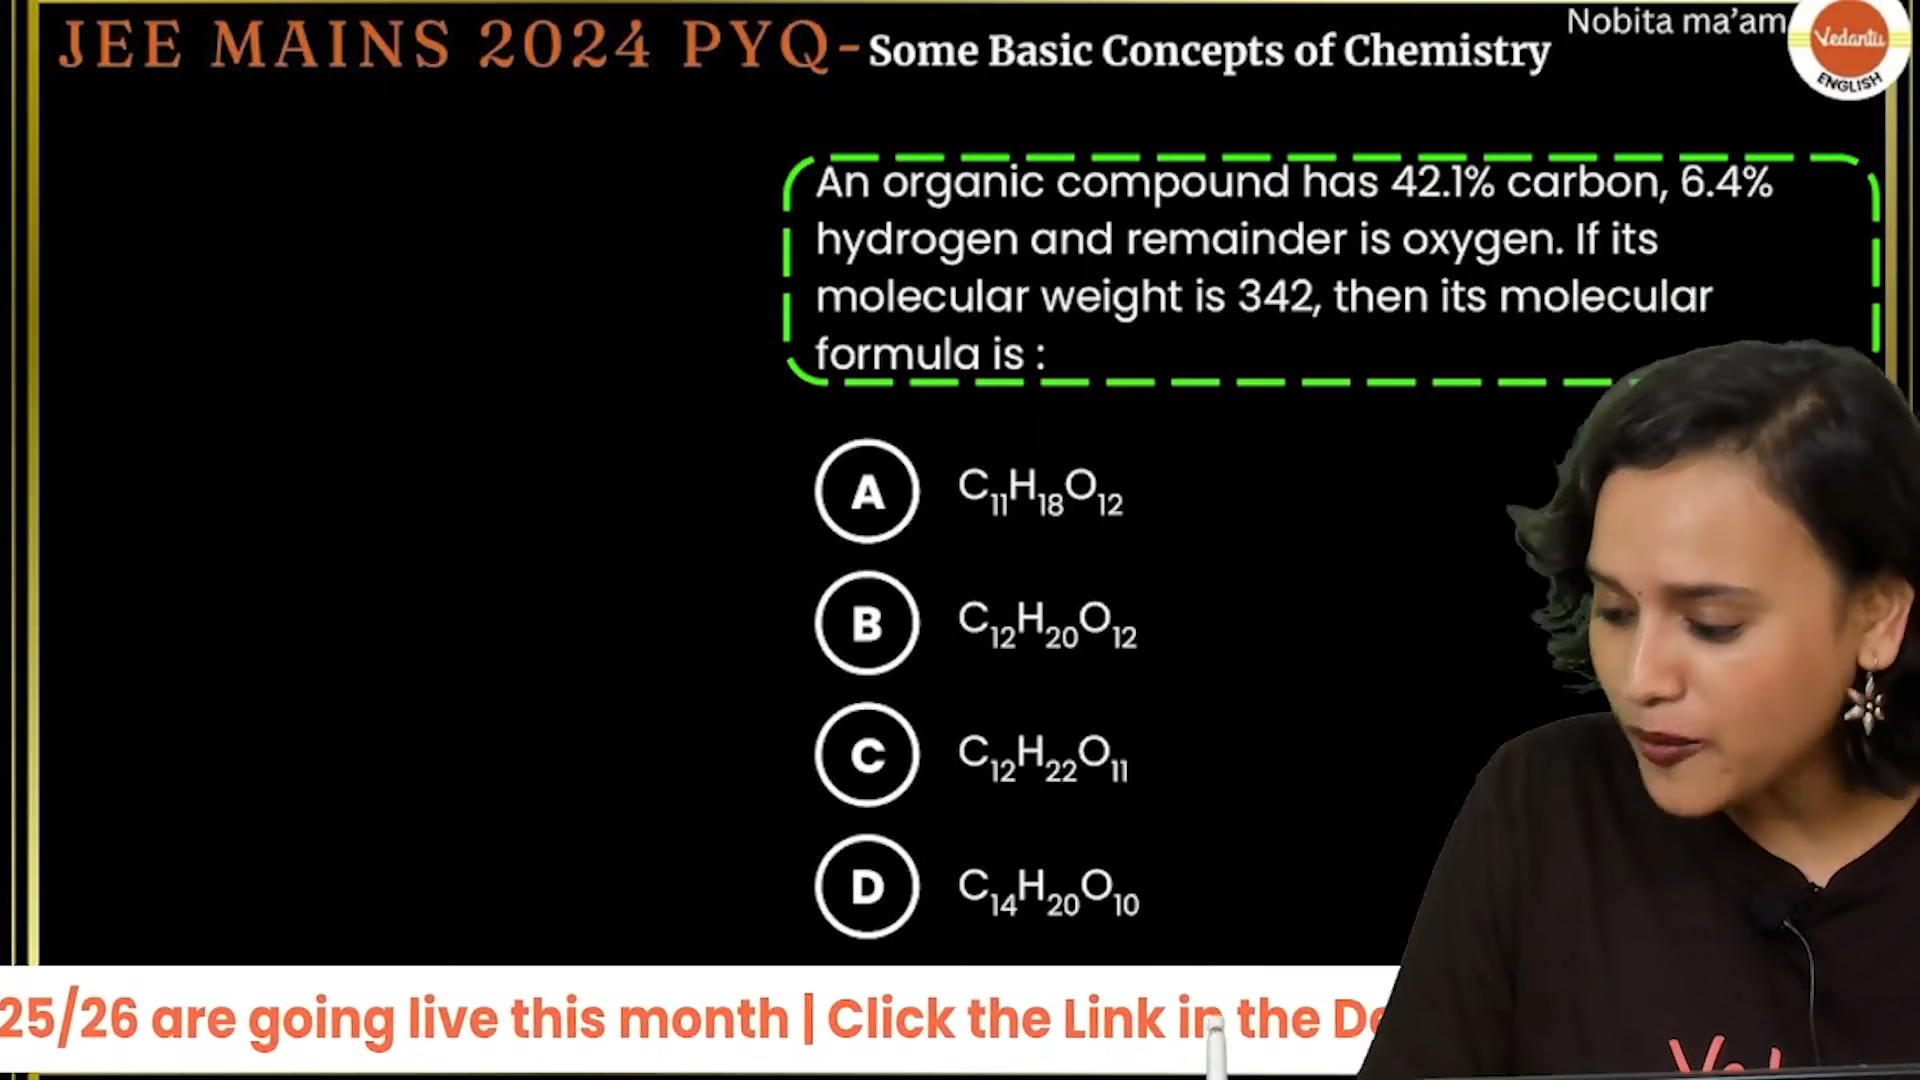 JEE MAINS 2024 PYQ-Some Basic Concepts of Chemistry
Nobita ma'am
Vedantu
ENGLISH
An organic compound has 42.1% carbon, 6.4%
hydrogen and remainder is oxygen. If its
molecular weight is 342, then its molecular
formula is :
A C₁₁H₁₈O₁₂
B C₁₂H₂₀O₁₂
C C₁₂H₂₂O₁₁
D C₁₄H₂₀O₁₀
25/26 are going live this month | Click the Link in the